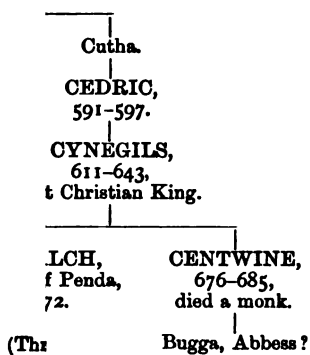 Cutha.
CEDRIC,
591–597.
CYNEGILS,
611–643,
t Christian King.
.LCH,
f Penda,
72.
CENTWINE,
676–685,
died a monk.
(Thr
Bugga, Abbess?